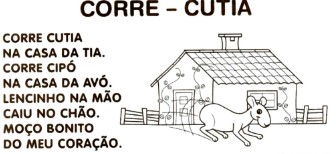 CORRE – CUTIA
CORRE CUTIA
NA CASA DA TIA.
CORRE CIPÓ
NA CASA DA AVÓ.
LENCINHO NA MÃO
CAIU NO CHÃO.
MOÇO BONITO
DO MEU CORAÇÃO.